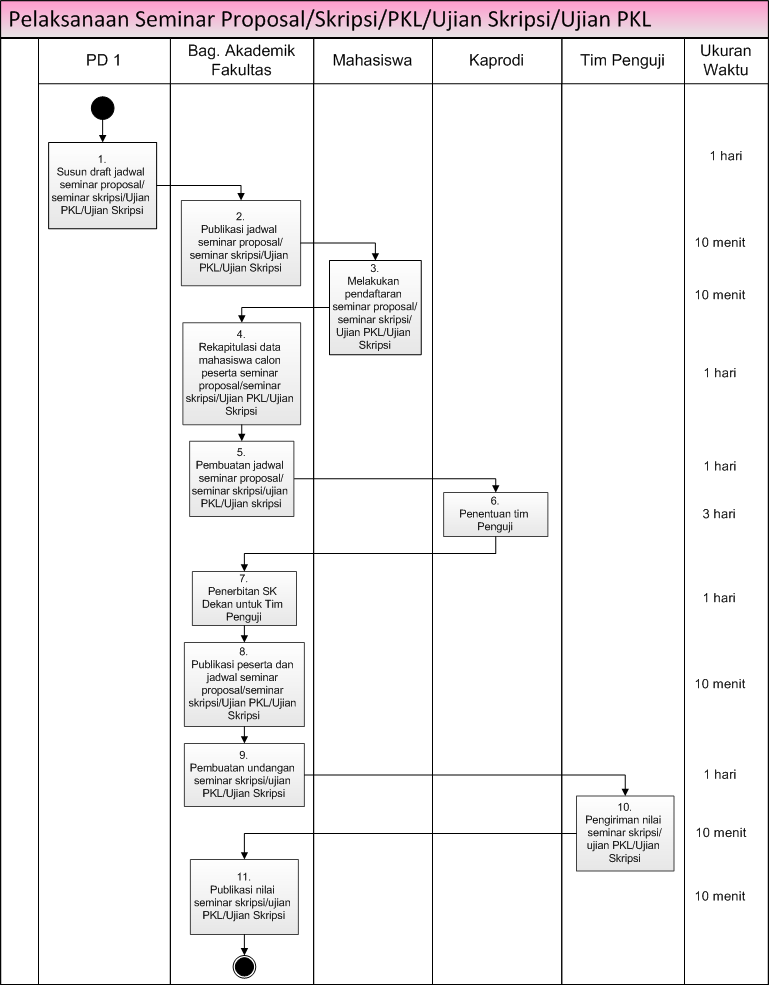 Pelaksanaan Seminar Proposal/Skripsi/PKL/Ujian Skripsi/Ujian PKL
PD 1
Bag. Akademik
Fakultas
Mahasiswa
Kaprodi
Tim Penguji
Ukuran
Waktu
1.
Susun draft jadwal
seminar proposal/
seminar skripsi/Ujian
PKL/Ujian Skripsi
1 hari
2.
Publikasi jadwal
seminar proposal/
seminar skripsi/Ujian
PKL/Ujian Skripsi
10 menit
3.
Melakukan
pendaftaran
seminar proposal/
seminar skripsi/
Ujian PKL/Ujian
Skripsi
10 menit
4.
Rekapitulasi data
mahasiswa calon
peserta seminar
proposal/seminar
skripsi/Ujian PKL/Ujian
Skripsi
1 hari
5.
Pembuatan jadwal
seminar proposal/
seminar skripsi/ujian
PKL/Ujian skripsi
1 hari
6.
Penentuan tim
Penguji
3 hari
7.
Penerbitan SK
Dekan untuk Tim
Penguji
1 hari
8.
Publikasi peserta dan
jadwal seminar
proposal/seminar
skripsi/Ujian PKL/Ujian
Skripsi
10 menit
9.
Pembuatan undangan
seminar skripsi/ujian
PKL/Ujian Skripsi
1 hari
10.
Pengiriman nilai
seminar skripsi/
ujian PKL/Ujian
Skripsi
10 menit
11.
Publikasi nilai
seminar skripsi/ujian
PKL/Ujian Skripsi
10 menit